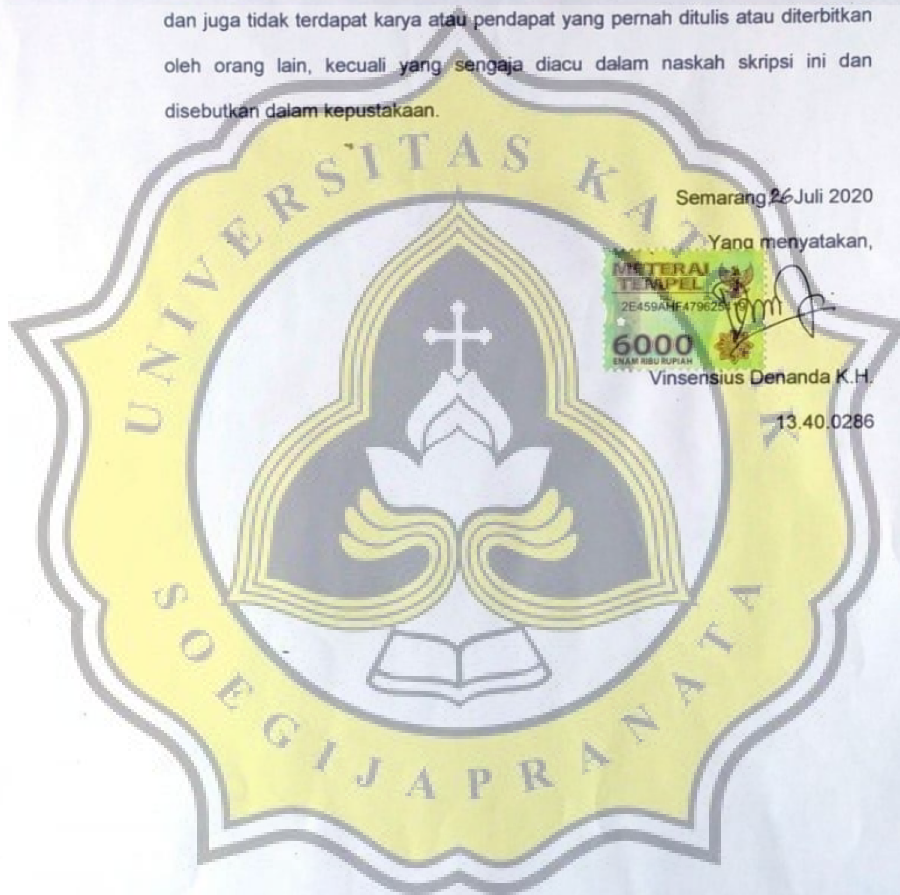 dan juga tidak terdapat karya atau pendapat yang pernah ditulis atau diterbitkan
oleh orang lain, kecuali yang sengaja diacu dalam naskah skripsi ini dan
disebutkan dalam kepustakaan.
Semarang, 26 Juli 2020
Yang menyatakan,
METERAI
TEMPEL
6000
ENAM RIBU RUPIAH
Vinsensius Denanda K.H.
13.40.0286
UNIVERSITAS KAT K
SOEGIJAPRANATA